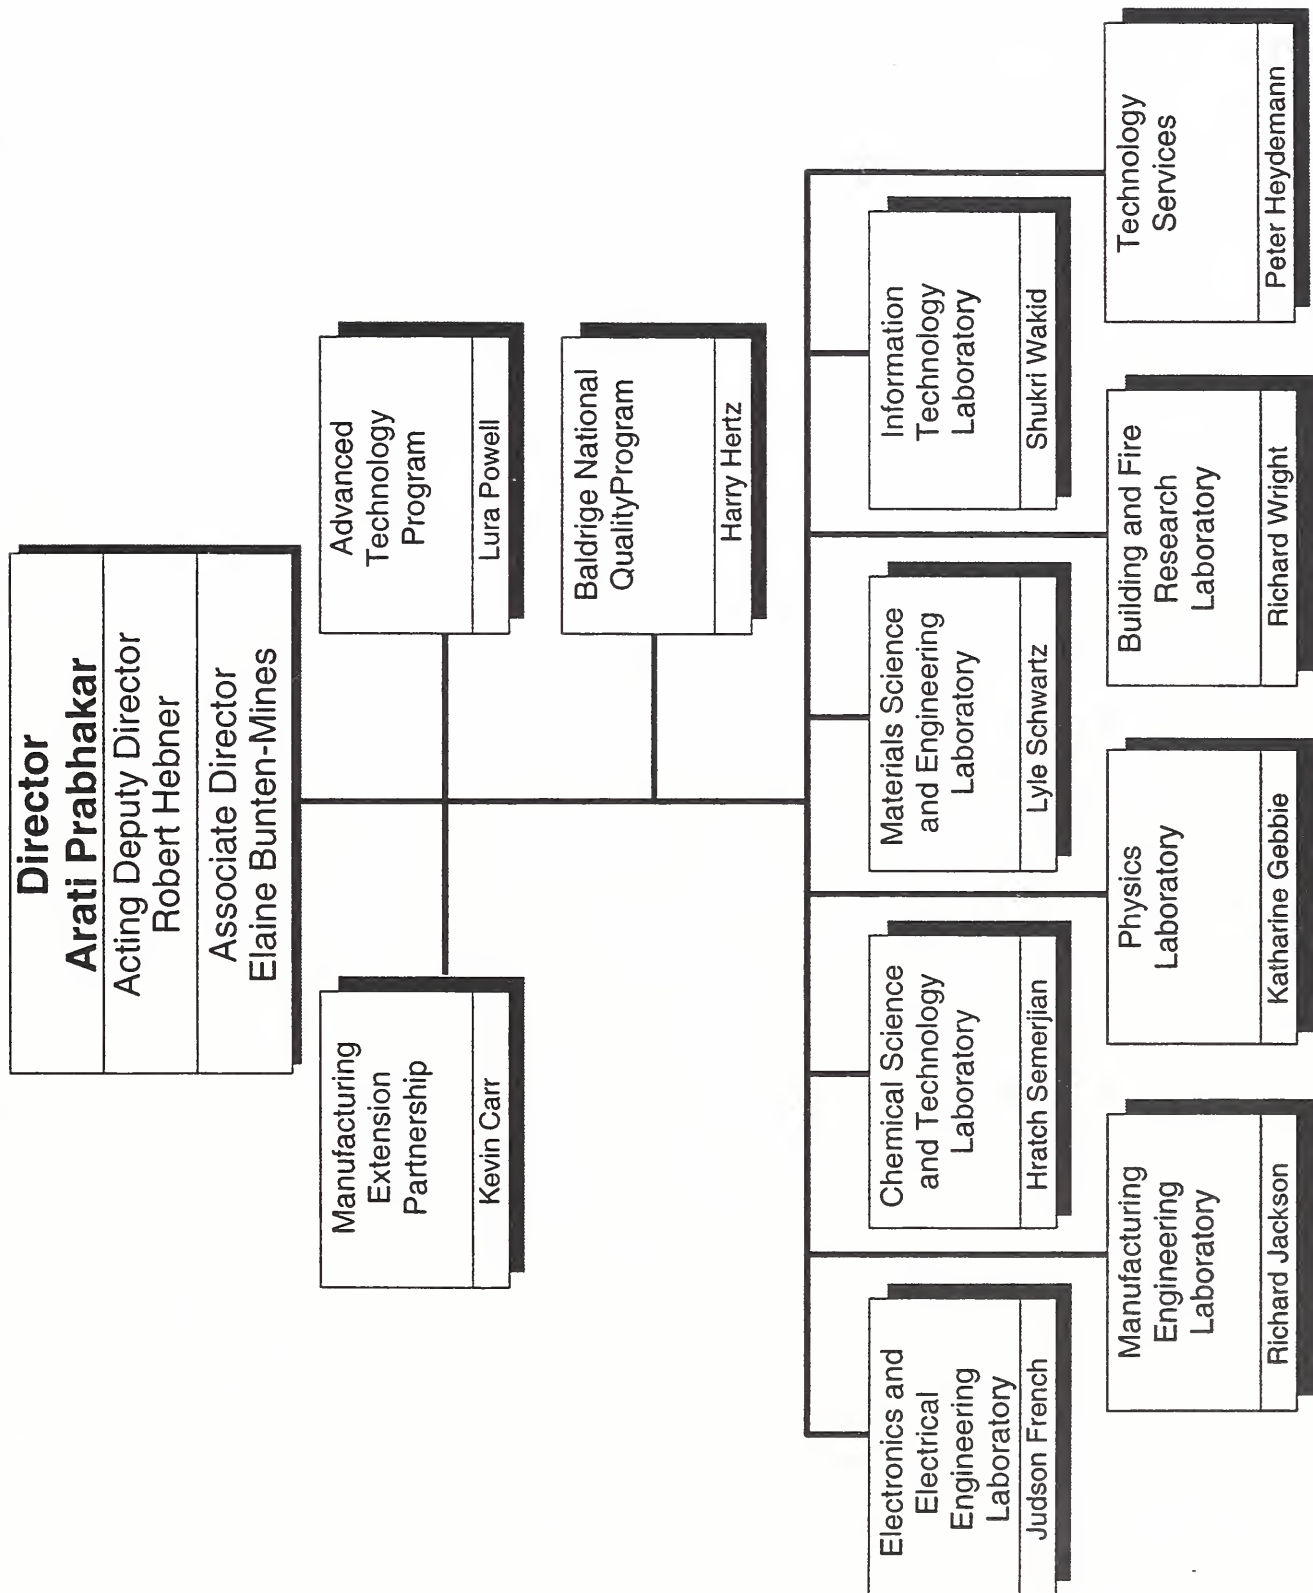 Director
Arati Prabhakar
Acting Deputy Director
Robert Hebner
Associate Director
Elaine Bunten-Mines
Manufacturing
Extension
Partnership
Kevin Carr
Advanced
Technology
Program
Lura Powell
Baldrige National
QualityProgram
Harry Hertz
Electronics and
Electrical
Engineering
Laboratory
Judson French
Chemical Science
and Technology
Laboratory
Hratch Semerjian
Materials Science
and Engineering
Laboratory
Lyle Schwartz
Information
Technology
Laboratory
Shukri Wakid
Manufacturing
Engineering
Laboratory
Richard Jackson
Physics
Laboratory
Katharine Gebbie
Building and Fire
Research
Laboratory
Richard Wright
Technology
Services
Peter Heydemann